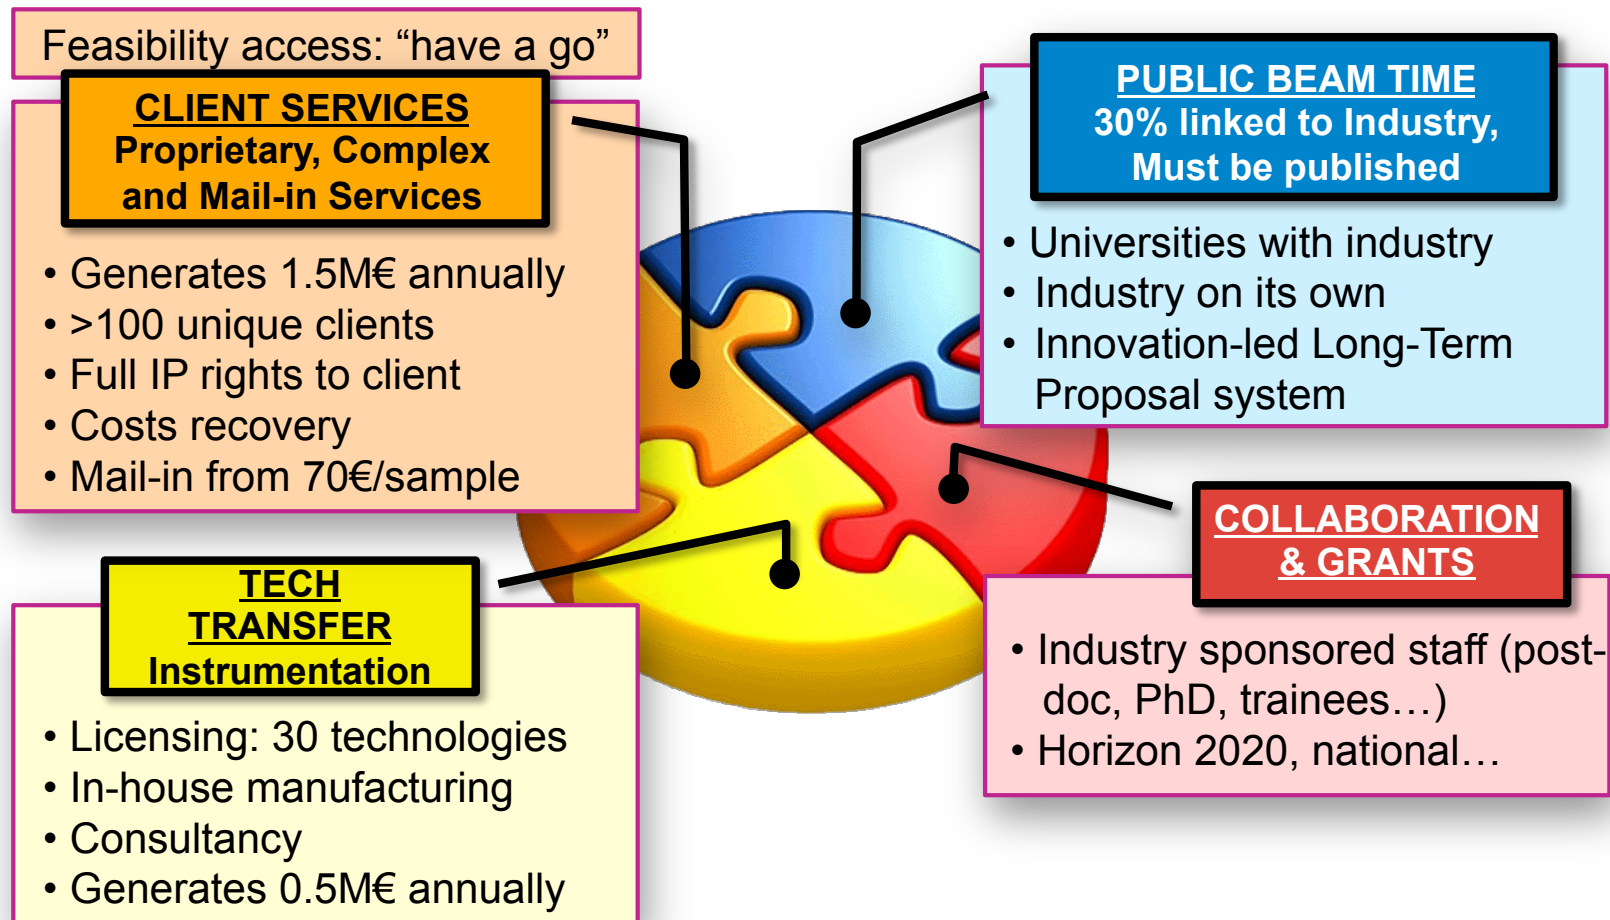 Feasibility access: “have a go”
CLIENT SERVICES
Proprietary, Complex
and Mail-in Services
• Generates 1.5M€ annually
• >100 unique clients
• Full IP rights to client
• Costs recovery
• Mail-in from 70€/sample
PUBLIC BEAM TIME
30% linked to Industry,
Must be published
• Universities with industry
• Industry on its own
• Innovation-led Long-Term
Proposal system
TECH
TRANSFER
Instrumentation
• Licensing: 30 technologies
• In-house manufacturing
• Consultancy
• Generates 0.5M€ annually
COLLABORATION
& GRANTS
• Industry sponsored staff (post-
doc, PhD, trainees…)
• Horizon 2020, national…